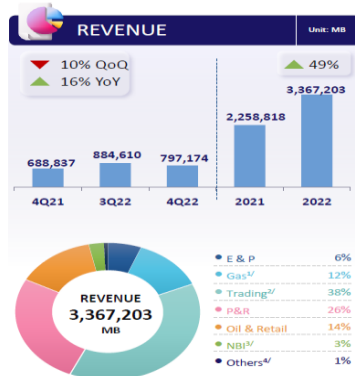 REVENUE
Unit: MB
10% QoQ
16% YoY
49%
688,837
884,610
797,174
2,258,818
3,367,203
4Q21
3Q22
4Q22
2021
2022
REVENUE
3,367,203
MB
E & P 6%
Gas1/ 12%
Trading2/ 38%
P&R 26%
Oil & Retail 14%
NBI3/ 3%
Others4/ 1%